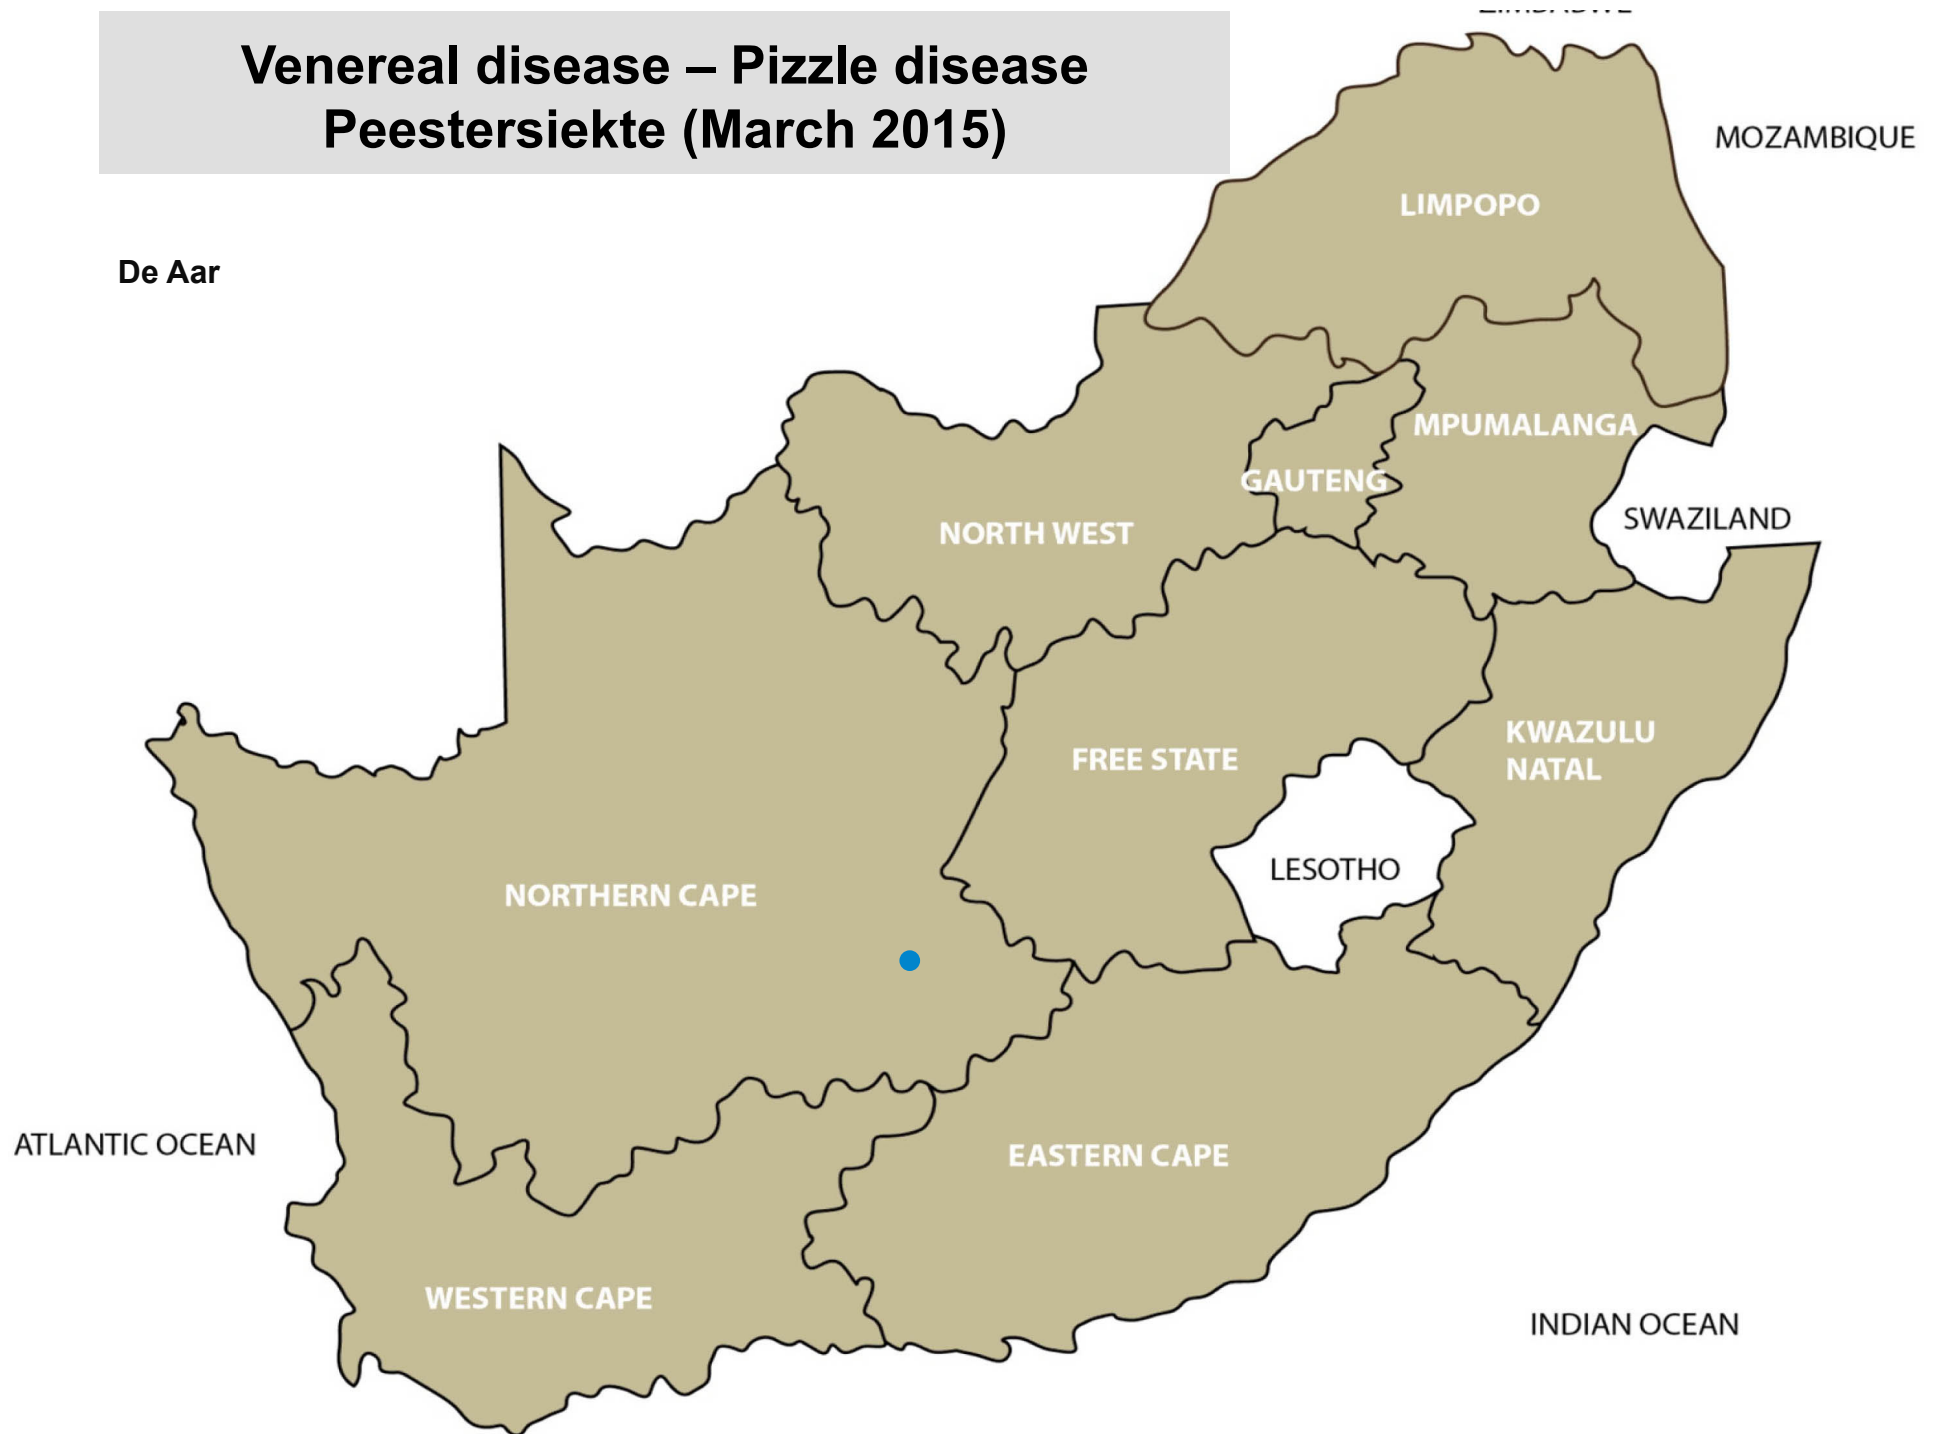 Venereal disease – Pizzle disease
Peestersiekte (March 2015)
MOZAMBIQUE
LIMPOPO
De Aar
MPUMALANGA
GAUTENG
SWAZILAND
NORTH WEST
KWAZULU
NATAL
FREE STATE
LESOTHO
NORTHERN CAPE
ATLANTIC OCEAN
EASTERN CAPE
WESTERN CAPE
INDIAN OCEAN